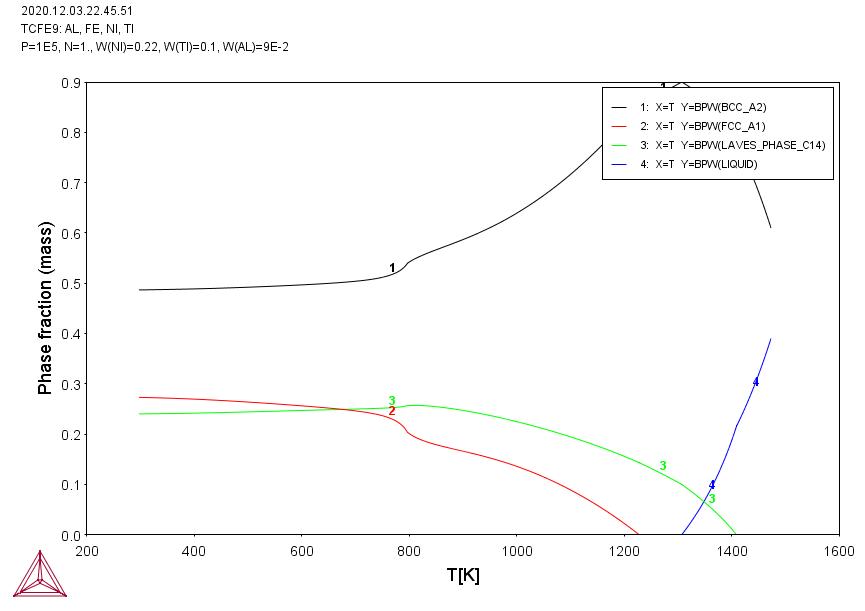 2020.12.03.22.45.51
TCFE9: AL, FE, NI, TI
P=1E5, N=1., W(NI)=0.22, W(TI)=0.1, W(AL)=9E-2
1: X=T Y=BPW(BCC_A2)
2: X=T Y=BPW(FCC_A1)
3: X=T Y=BPW(LAVES_PHASE_C14)
4: X=T Y=BPW(LIQUID)
0.9
0.8
0.7
0.6
0.5
0.4
0.3
0.2
0.1
0.0
Phase fraction (mass)
1
1
3
2
3
4
4
3
200 400 600 800 1000 1200 1400 1600
T[K]